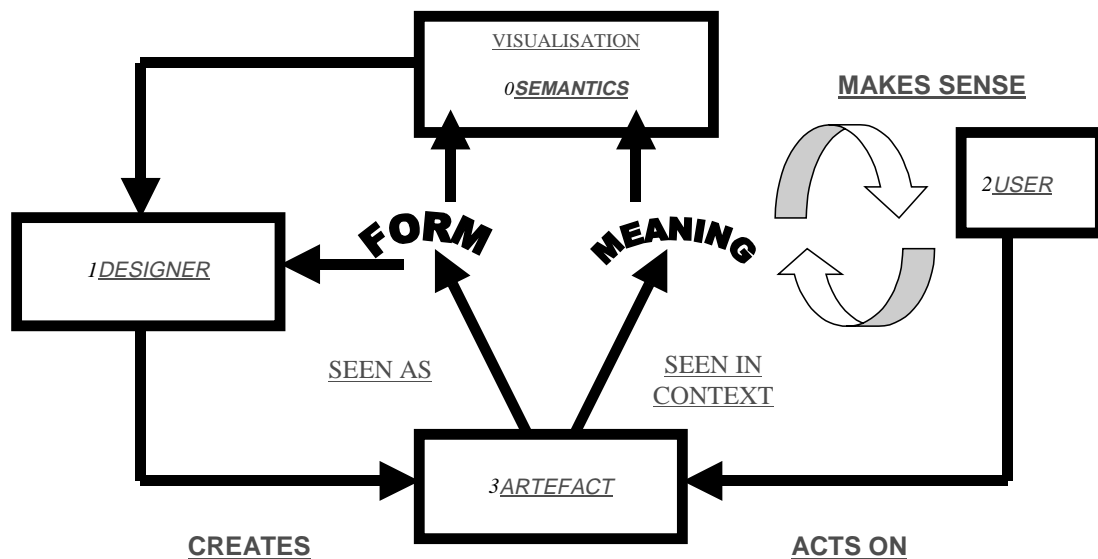 VISUALISATION
0SEMANTICS
MAKES SENSE
2USER
FORM
MEANING
1DESIGNER
SEEN AS
SEEN IN
CONTEXT
3ARTEFACT
CREATES
ACTS ON